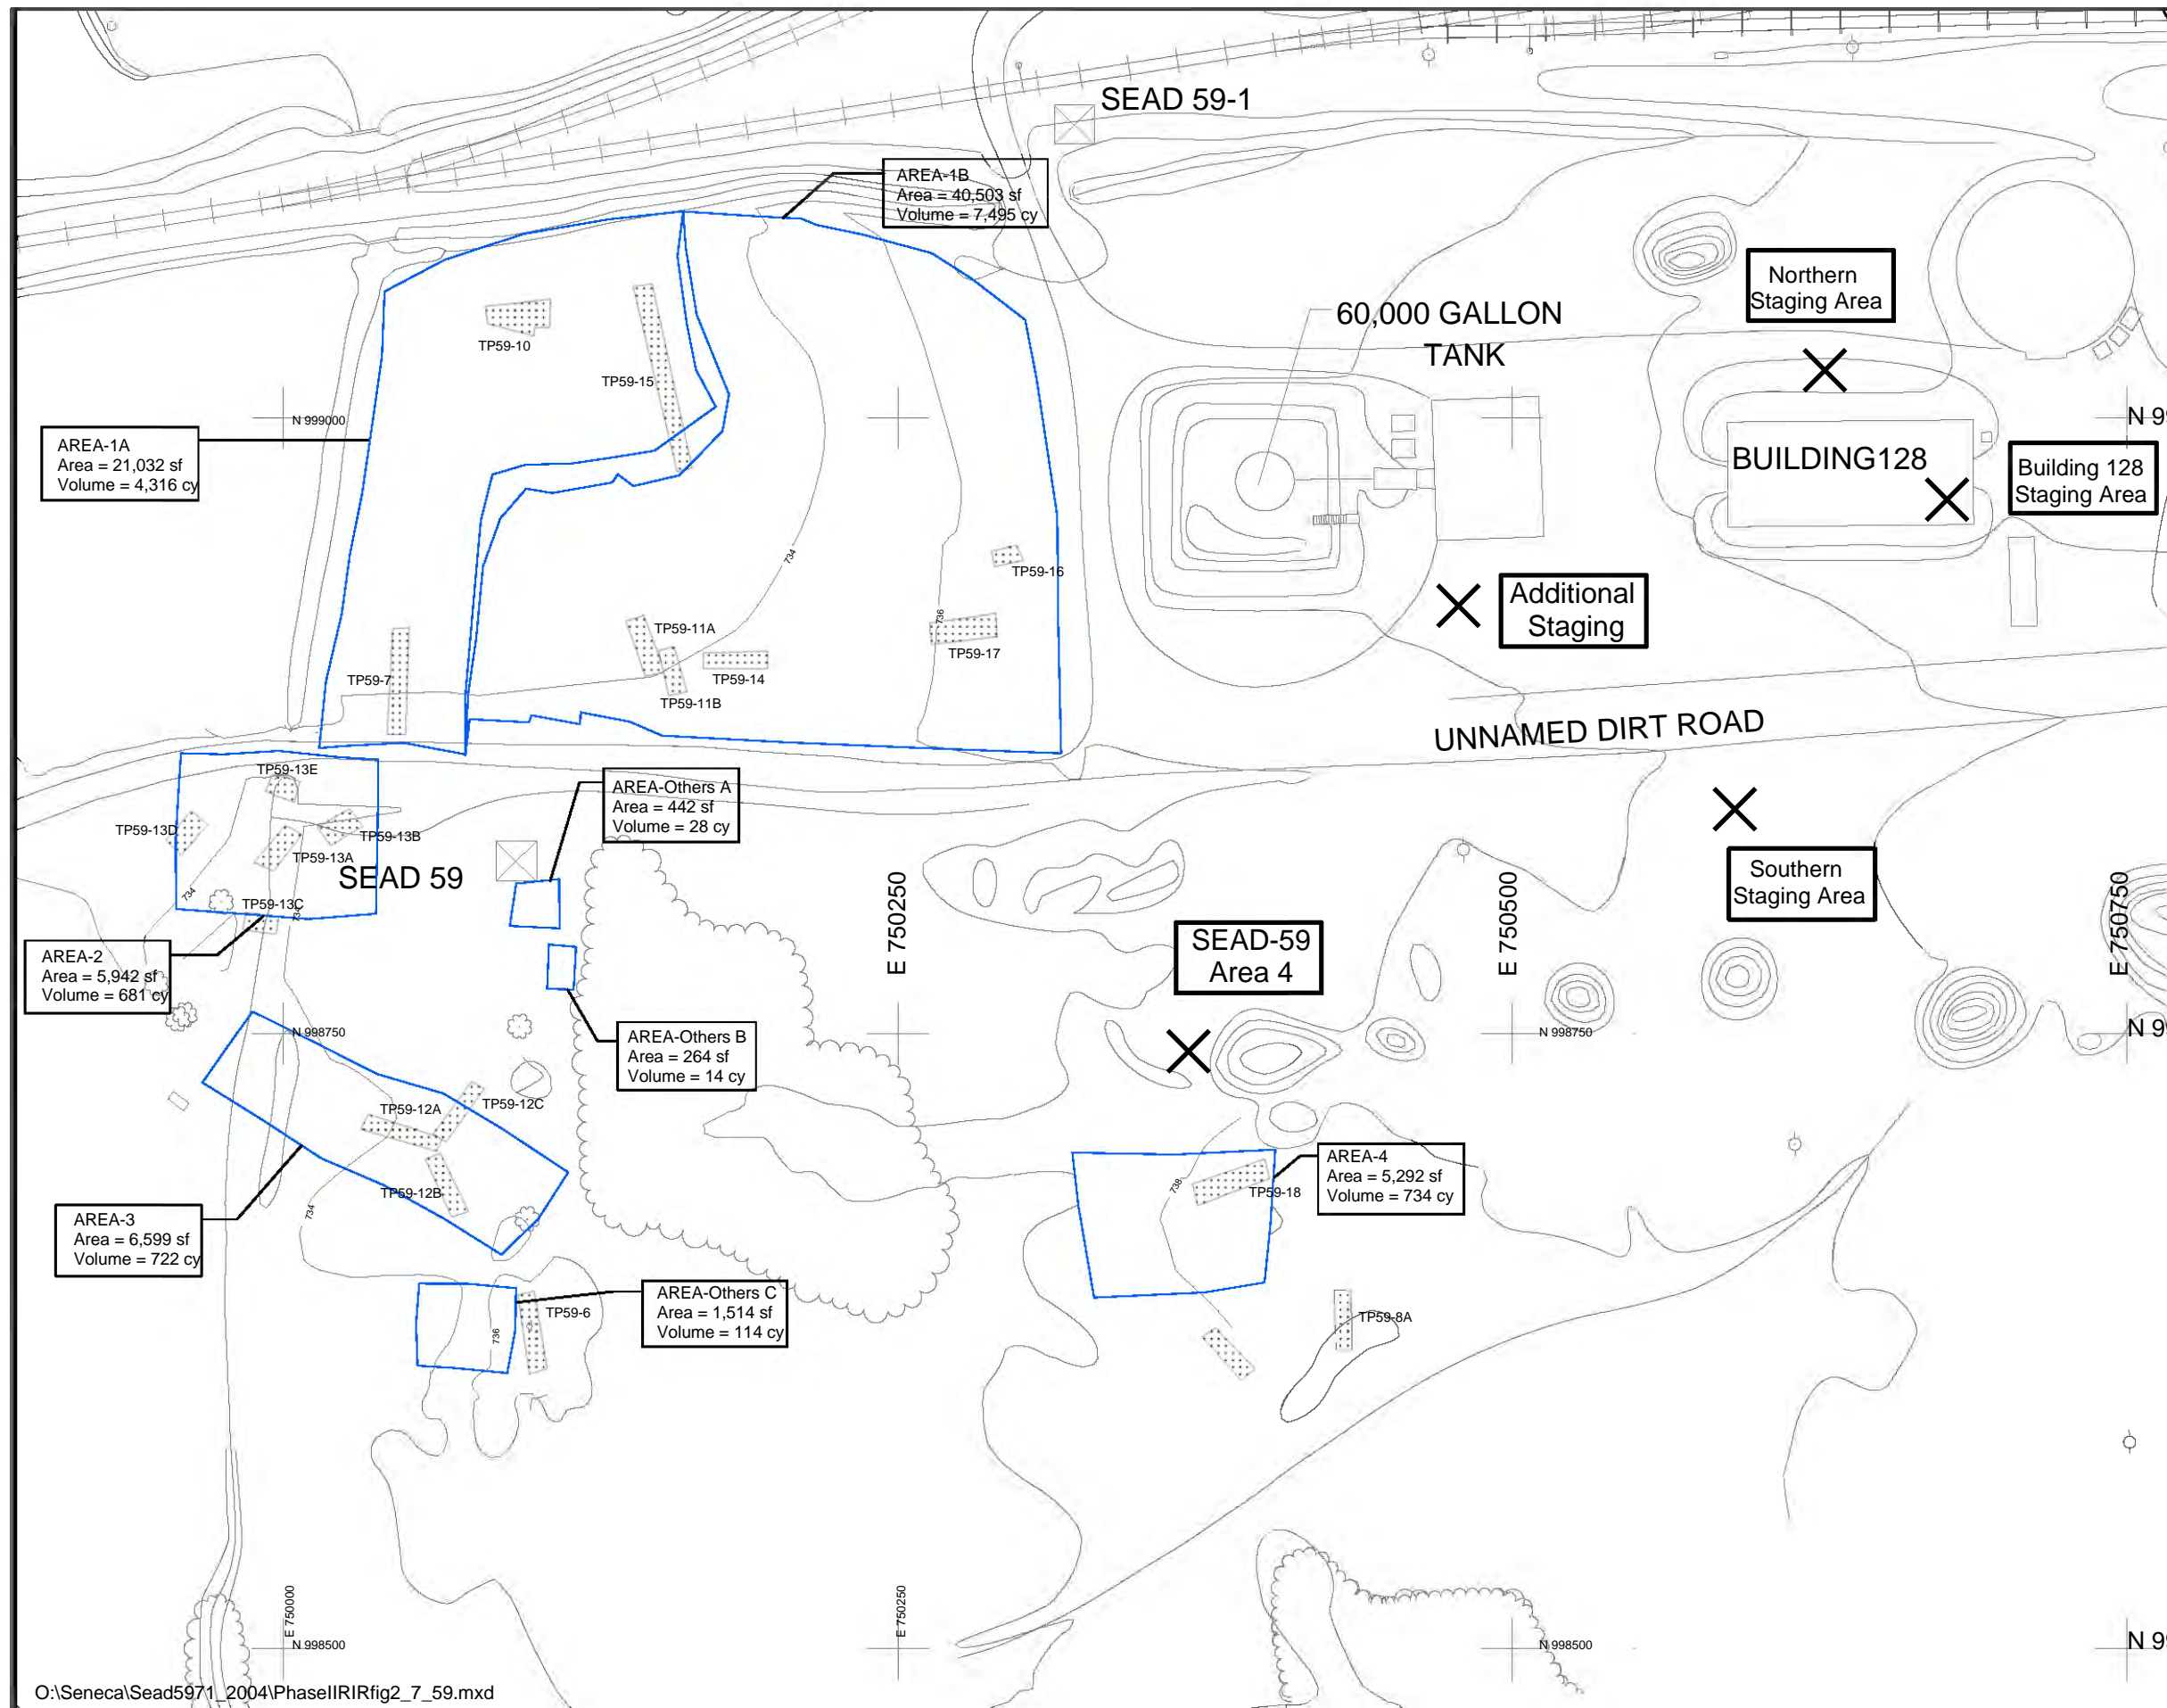 SEAD 59-1
AREA-1B
Area = 40,503 sf
Volume = 7,495 cy
Northern
Staging Area
60,000 GALLON
TANK
TP59-10
TP59-15
N 999000
N 99
AREA-1A
Area = 21,032 sf
Volume = 4,316 cy
BUILDING128
Building 128
Staging Area
734
TP59-16
Additional
Staging
736
TP59-11A
TP59-17
TP59-7
TP59-14
TP59-11B
UNNAMED DIRT ROAD
TP59-13E
AREA-Others A
Area = 442 sf
Volume = 28 cy
TP59-13D
TP59-13B
TP59-13A
SEAD 59
734
TP59-13C
734
Southern
Staging Area
E 750250
E 750500
E 750750
SEAD-59
Area 4
AREA-2
Area = 5,942 sf
Volume = 681 cy
N 998750
N 998750
N 99
AREA-Others B
Area = 264 sf
Volume = 14 cy
TP59-12A
TP59-12C
TP59-12B
734
AREA-4
Area = 5,292 sf
Volume = 734 cy
738
TP59-18
AREA-3
Area = 6,599 sf
Volume = 722 cy
AREA-Others C
Area = 1,514 sf
Volume = 114 cy
TP59-6
736
TP59-8A
E 750000
E 750250
N 998500
N 998500
N 99
O:\Seneca\Sead5971_2004\PhaseIIRIRfig2_7_59.mxd